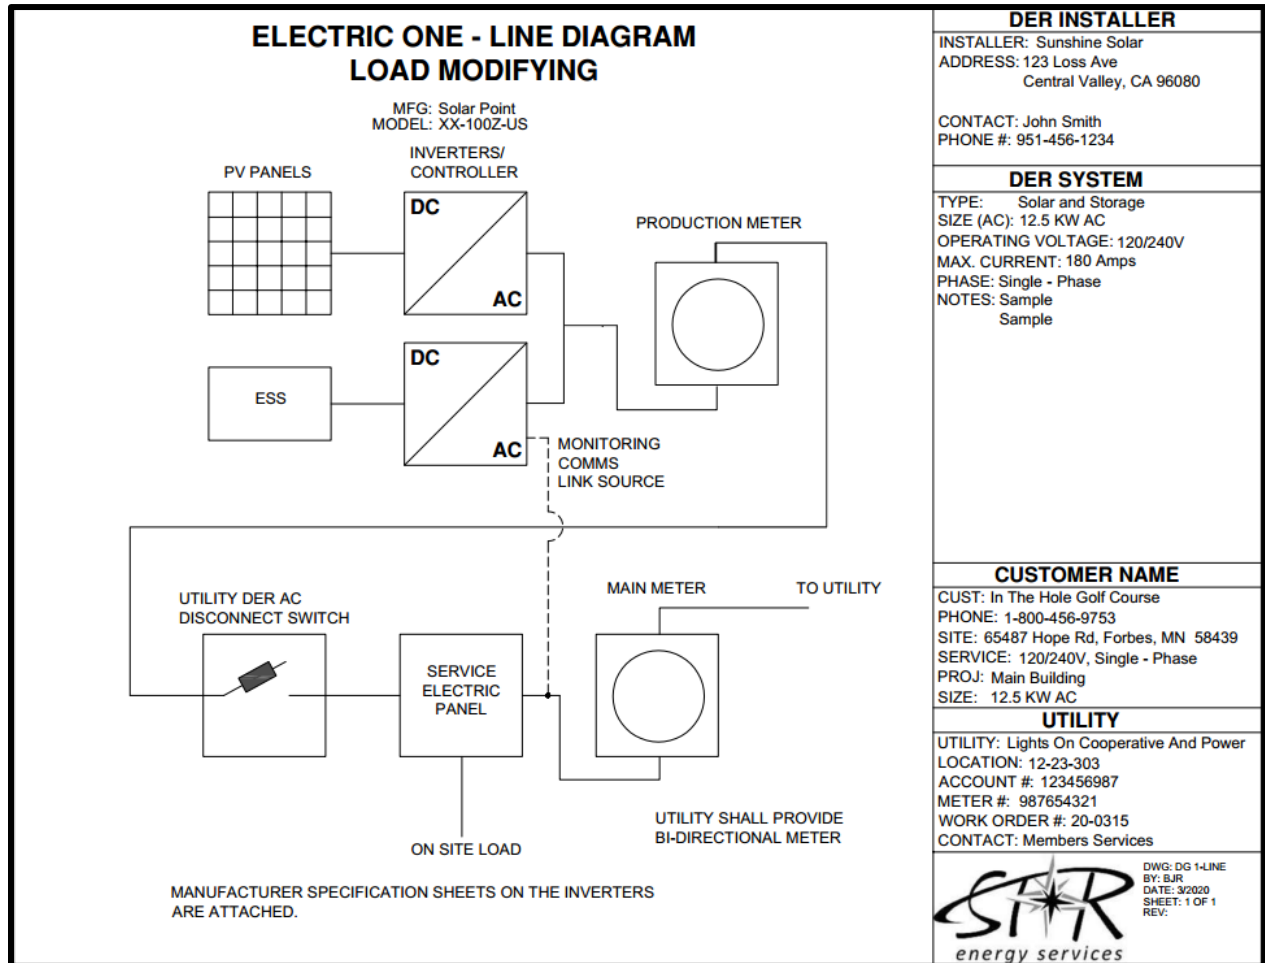 ELECTRIC ONE - LINE DIAGRAM
LOAD MODIFYING
MFG: Solar Point
MODEL: XX-100Z-US
INVERTERS/
CONTROLLER
PV PANELS
DC
AC
PRODUCTION METER
ESS
DC
AC
MONITORING
COMMS
LINK SOURCE
UTILITY DER AC
DISCONNECT SWITCH
SERVICE
ELECTRIC
PANEL
MAIN METER
TO UTILITY
ON SITE LOAD
UTILITY SHALL PROVIDE
BI-DIRECTIONAL METER
MANUFACTURER SPECIFICATION SHEETS ON THE INVERTERS
ARE ATTACHED.
DER INSTALLER
INSTALLER: Sunshine Solar
ADDRESS: 123 Loss Ave
Central Valley, CA 96080
CONTACT: John Smith
PHONE #: 951-456-1234
DER SYSTEM
TYPE: Solar and Storage
SIZE (AC): 12.5 KW AC
OPERATING VOLTAGE: 120/240V
MAX. CURRENT: 180 Amps
PHASE: Single - Phase
NOTES: Sample
Sample
CUSTOMER NAME
CUST: In The Hole Golf Course
PHONE: 1-800-456-9753
SITE: 65487 Hope Rd, Forbes, MN 58439
SERVICE: 120/240V, Single - Phase
PROJ: Main Building
SIZE: 12.5 KW AC
UTILITY
UTILITY: Lights On Cooperative And Power
LOCATION: 12-23-303
ACCOUNT #: 123456987
METER #: 987654321
WORK ORDER #: 20-0315
CONTACT: Members Services
STAR
energy services
DWG: DG 1-LINE
BY: BJR
DATE: 3/2020
SHEET: 1 OF 1
REV: